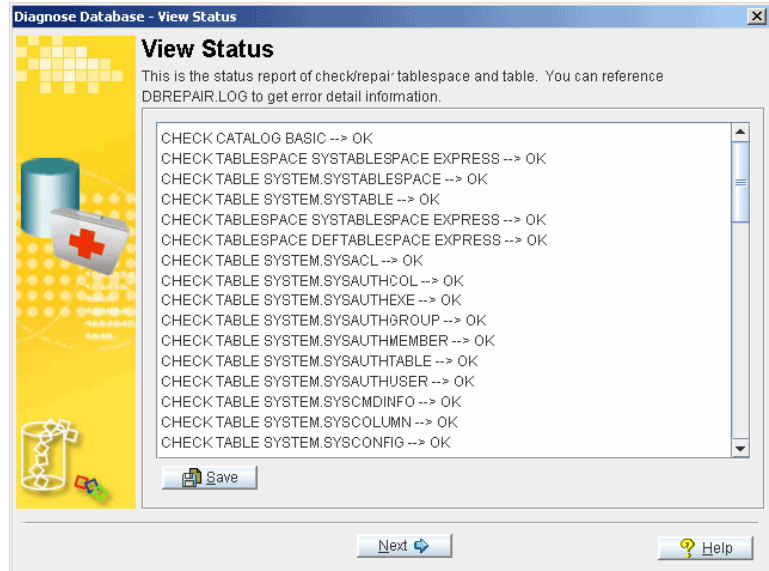 Diagnose Database - View Status
View Status
This is the status report of check/repair tablespace and table. You can reference
DBREPAIR.LOG to get error detail information.
CHECK CATALOG BASIC --> OK
CHECK TABLESPACE SYSTABLESPACE EXPRESS --> OK
CHECK TABLE SYSTEM.SYSTABLESPACE --> OK
CHECK TABLE SYSTEM.SYSTABLE --> OK
CHECK TABLESPACE SYSTABLESPACE EXPRESS --> OK
CHECK TABLESPACE DEFTABLESPACE EXPRESS --> OK
CHECK TABLE SYSTEM.SYSACL --> OK
CHECK TABLE SYSTEM.SYSAUTHCOL --> OK
CHECK TABLE SYSTEM.SYSAUTHEXE --> OK
CHECK TABLE SYSTEM.SYSAUTHGROUP --> OK
CHECK TABLE SYSTEM.SYSAUTHMEMBER --> OK
CHECK TABLE SYSTEM.SYSAUTHTABLE --> OK
CHECK TABLE SYSTEM.SYSAUTHUSER --> OK
CHECK TABLE SYSTEM.SYSCMDINFO --> OK
CHECK TABLE SYSTEM.SYSCOLUMN --> OK
CHECK TABLE SYSTEM.SYSCONFIG --> OK
Save
Next
Help